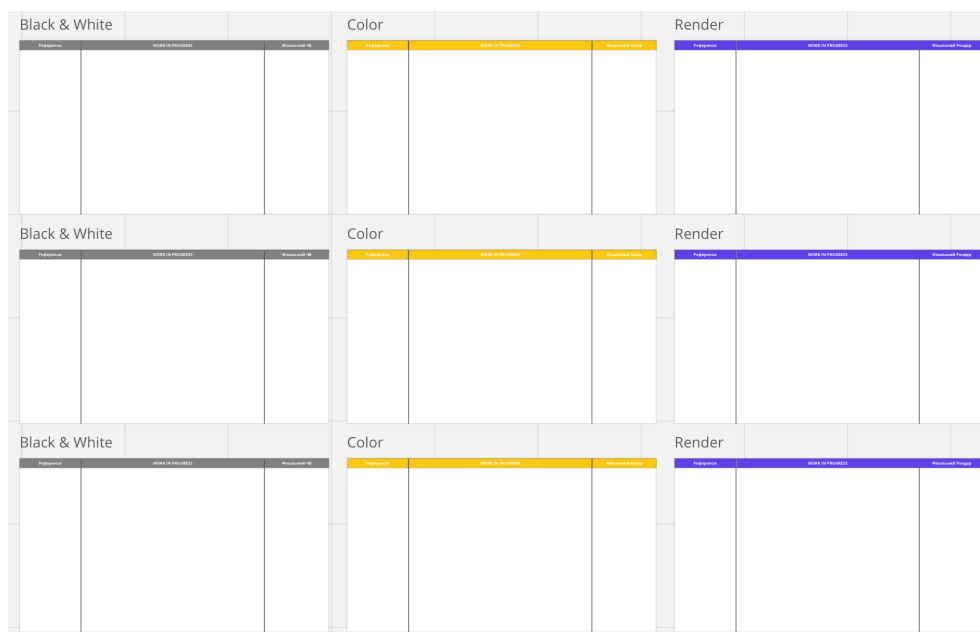 Black & White Color Render
Референси WORK IN PROGRESS Фінальний ЧБ Референси WORK IN PROGRESS Фінальний Колір Референси WORK IN PROGRESS Фінальний Рендер
Black & White Color Render
Референси WORK IN PROGRESS Фінальний ЧБ Референси WORK IN PROGRESS Фінальний Колір Референси WORK IN PROGRESS Фінальний Рендер
Black & White Color Render
Референси WORK IN PROGRESS Фінальний ЧБ Референси WORK IN PROGRESS Фінальний Колір Референси WORK IN PROGRESS Фінальний Рендер